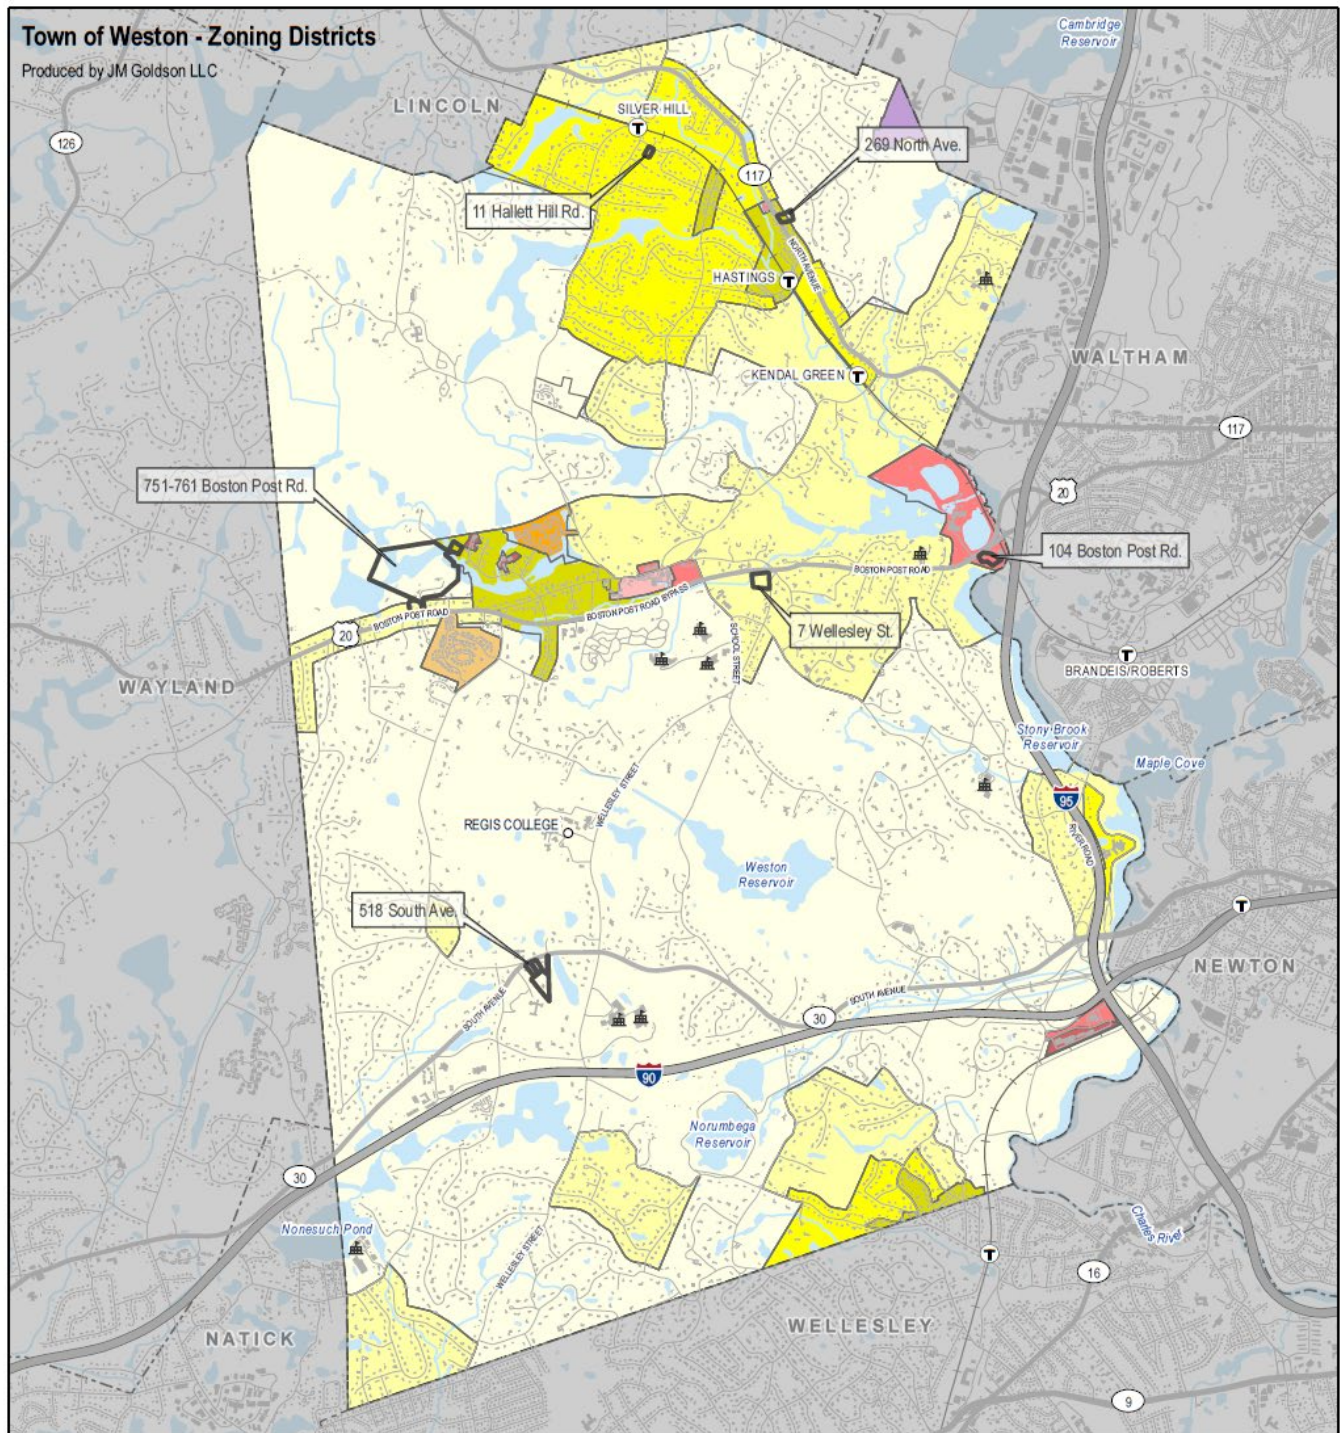 Town of Weston - Zoning Districts
Produced by JM Goldson LLC
Cambridge
Reservoir
LINCOLN
SILVER HILL
T
126
269 North Ave.
117
11 Hallett Hill Rd.
NORTH AVENUE
HASTINGS
T
WALTHAM
KENDAL GREEN
T
117
751-761 Boston Post Rd.
20
104 Boston Post Rd.
BOSTON POST ROAD
BOSTON POST ROAD BYPASS
BOSTON POST ROAD
20
7 Wellesley St.
SCHOOL STREET
T
BRANDEIS/ROBERTS
WAYLAND
Stony Brook
Reservoir
Maple Cove
WELLESLEY STREET
95
REGIS COLLEGE
RIVER ROAD
Weston
Reservoir
518 South Ave.
T
NEWTON
SOUTH AVENUE
SOUTH AVENUE
30
90
Norumbega
Reservoir
30
Nonesuch Pond
WELLESLEY STREET
Charles River
T
16
NATICK
WELLESLEY
9